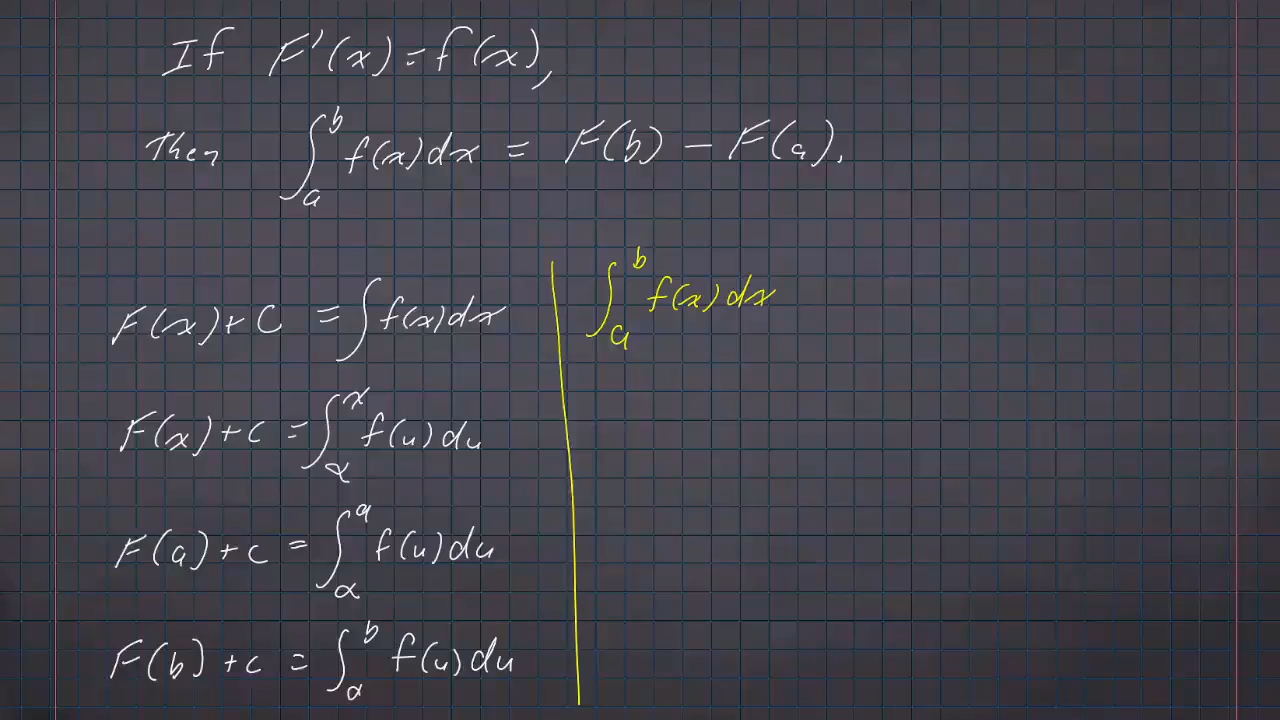 If F'(x) = f(x),
then ∫_a^b f(x)dx = F(b) − F(a).
F(x) + C = ∫ f(x)dx
F(x) + c = ∫_α^x f(u)du
F(a) + c = ∫_α^a f(u)du
F(b) + c = ∫_α^b f(u)du
∫_a^b f(x)dx